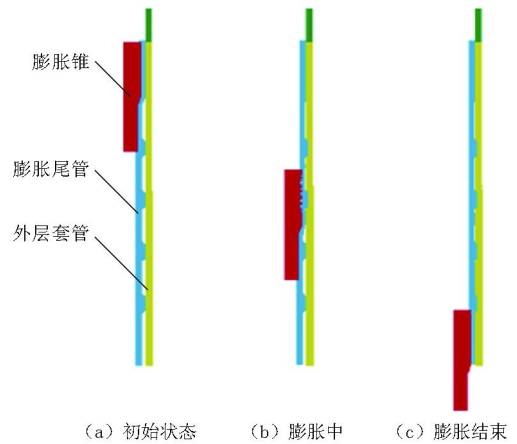 膨胀锥
膨胀尾管
外层套管
（a）初始状态
（b）膨胀中
（c）膨胀结束